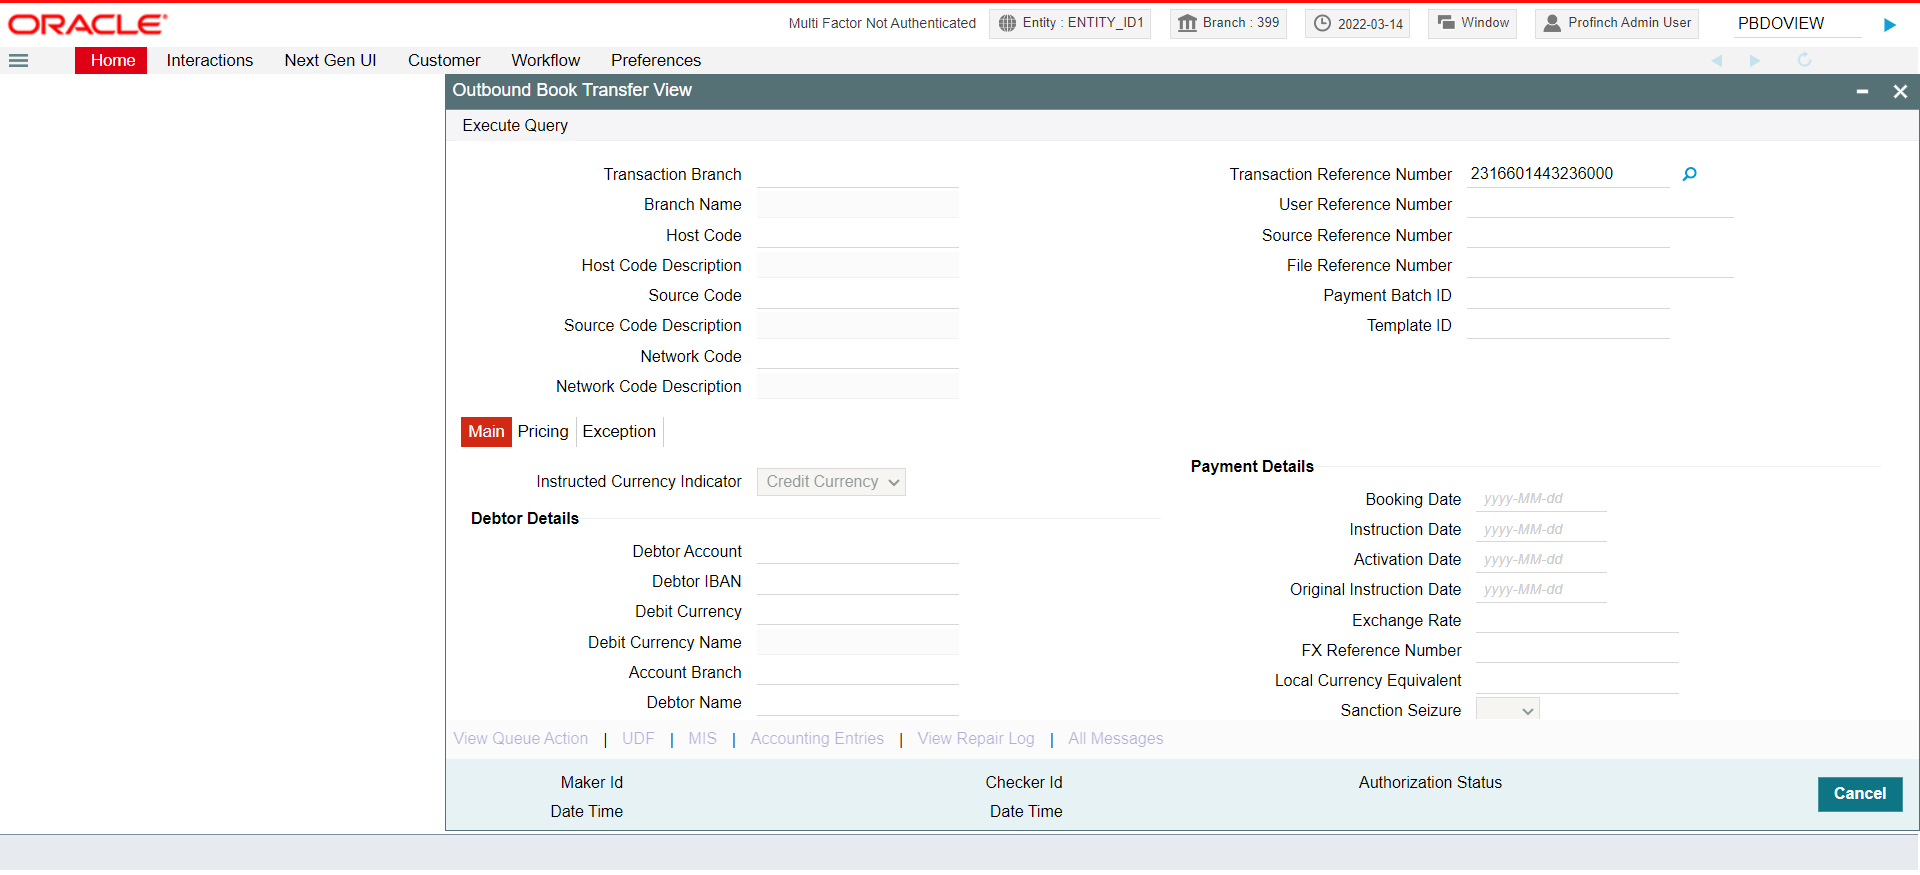 ORACLE
Multi Factor Not Authenticated
Entity : ENTITY_ID1
Branch : 399
2022-03-14
Window
Profinch Admin User
PBDOVIEW
Home Interactions Next Gen UI Customer Workflow Preferences
Outbound Book Transfer View
Execute Query
Transaction Branch
Branch Name
Host Code
Host Code Description
Source Code
Source Code Description
Network Code
Network Code Description
Transaction Reference Number 2316601443236000
User Reference Number
Source Reference Number
File Reference Number
Payment Batch ID
Template ID
Main Pricing Exception
Instructed Currency Indicator Credit Currency
Debtor Details
Debtor Account
Debtor IBAN
Debit Currency
Debit Currency Name
Account Branch
Debtor Name
Payment Details
Booking Date yyyy-MM-dd
Instruction Date yyyy-MM-dd
Activation Date yyyy-MM-dd
Original Instruction Date yyyy-MM-dd
Exchange Rate
FX Reference Number
Local Currency Equivalent
Sanction Seizure
View Queue Action | UDF | MIS | Accounting Entries | View Repair Log | All Messages
Maker Id
Date Time
Checker Id
Date Time
Authorization Status
Cancel